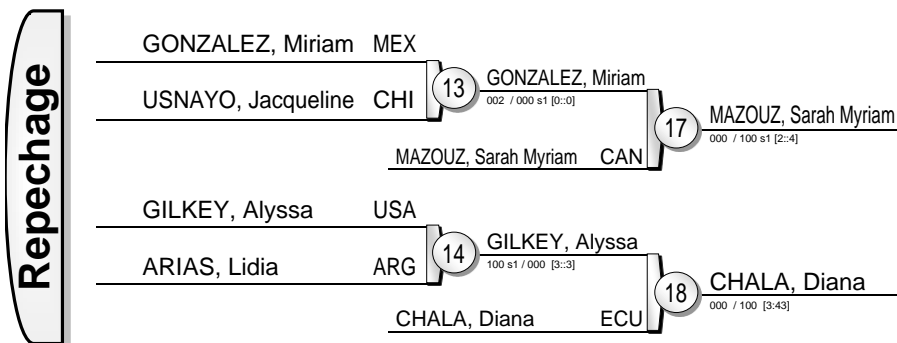 Repechage
GONZALEZ, Miriam MEX
USNAYO, Jacqueline CHI
13
GONZALEZ, Miriam
002 / 000 s1 [0::0]
MAZOUZ, Sarah Myriam CAN
17
MAZOUZ, Sarah Myriam
000 / 100 s1 [2::4]
GILKEY, Alyssa USA
ARIAS, Lidia ARG
14
GILKEY, Alyssa
100 s1 / 000 [3::3]
CHALA, Diana ECU
18
CHALA, Diana
000 / 100 [3:43]